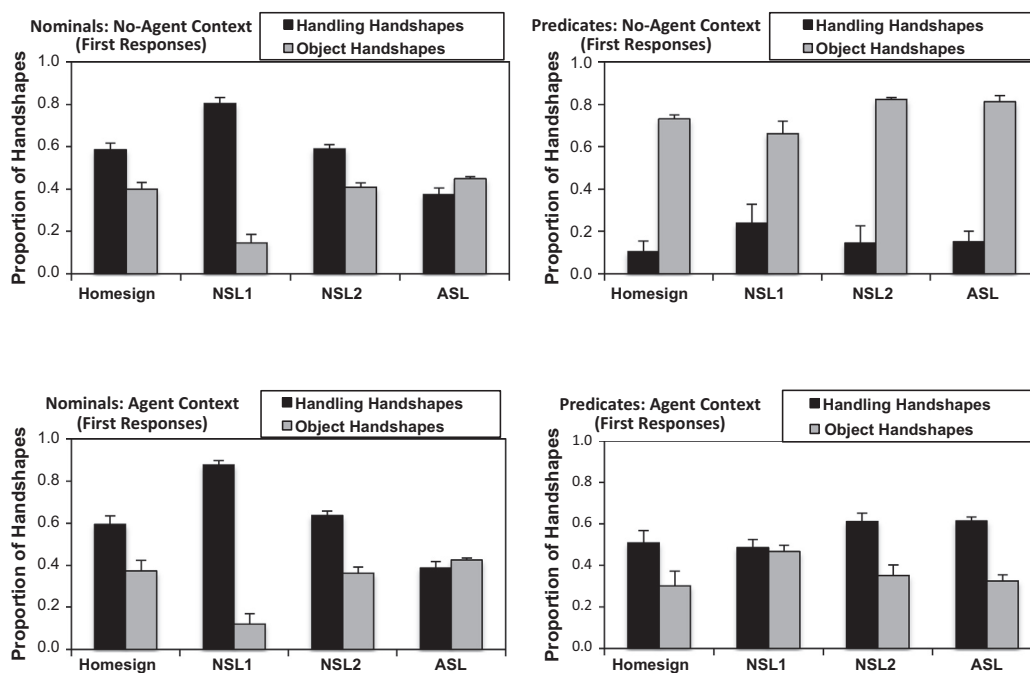 Nominals: No-Agent Context
(First Responses)
Handling Handshapes
Object Handshapes
Proportion of Handshapes
1.0
0.8
0.6
0.4
0.2
0.0
Homesign NSL1 NSL2 ASL
Predicates: No-Agent Context
(First Responses)
Handling Handshapes
Object Handshapes
Proportion of Handshapes
1.0
0.8
0.6
0.4
0.2
0.0
Homesign NSL1 NSL2 ASL
Nominals: Agent Context
(First Responses)
Handling Handshapes
Object Handshapes
Proportion of Handshapes
1.0
0.8
0.6
0.4
0.2
0.0
Homesign NSL1 NSL2 ASL
Predicates: Agent Context
(First Responses)
Handling Handshapes
Object Handshapes
Proportion of Handshapes
1.0
0.8
0.6
0.4
0.2
0.0
Homesign NSL1 NSL2 ASL